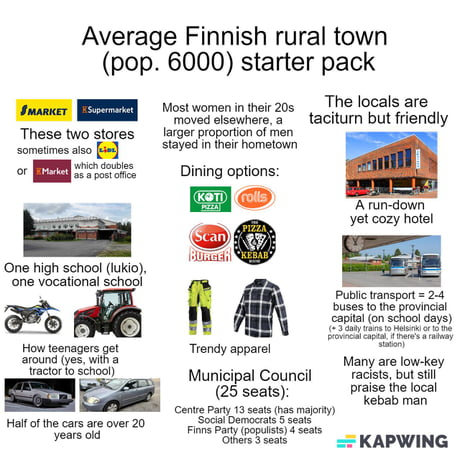 Average Finnish rural town
(pop. 6000) starter pack
S MARKET
K Supermarket
These two stores
sometimes also LIDL
or K Market which doubles
as a post office
One high school (lukio),
one vocational school
How teenagers get
around (yes, with a
tractor to school)
Half of the cars are over 20
years old
Most women in their 20s
moved elsewhere, a
larger proportion of men
stayed in their hometown
Dining options:
KOTI
PIZZA
rolls
Scan
BURGER
THE
PIZZA
KEBAB
Trendy apparel
Municipal Council
(25 seats):
Centre Party 13 seats (has majority)
Social Democrats 5 seats
Finns Party (populists) 4 seats
Others 3 seats
The locals are
taciturn but friendly
A run-down
yet cozy hotel
Public transport = 2-4
buses to the provincial
capital (on school days)
(+ 3 daily trains to Helsinki or to the
provincial capital, if there's a railway
station)
Many are low-key
racists, but still
praise the local
kebab man
KAPWING